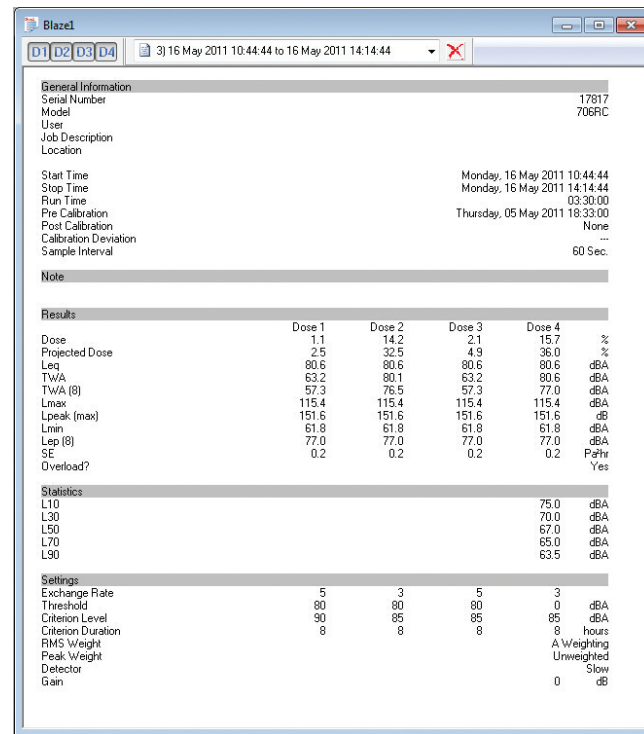 Blaze1
D1 D2 D3 D4 3) 16 May 2011 10:44:44 to 16 May 2011 14:14:44
General Information
Serial Number 17817
Model 706RC
User
Job Description
Location
Start Time Monday, 16 May 2011 10:44:44
Stop Time Monday, 16 May 2011 14:14:44
Run Time 03:30:00
Pre Calibration Thursday, 05 May 2011 18:33:00
Post Calibration None
Calibration Deviation ---
Sample Interval 60 Sec.
Note
Results
Dose 1 Dose 2 Dose 3 Dose 4
Dose 1.1 14.2 2.1 15.7 %
Projected Dose 2.5 32.5 4.9 36.0 %
Leq 80.6 80.6 80.6 80.6 dBA
TWA 63.2 80.1 63.2 80.6 dBA
TWA (8) 57.3 76.5 57.3 77.0 dBA
Lmax 115.4 115.4 115.4 115.4 dBA
Lpeak (max) 151.6 151.6 151.6 151.6 dB
Lmin 61.8 61.8 61.8 61.8 dBA
Lep (8) 77.0 77.0 77.0 77.0 dBA
SE 0.2 0.2 0.2 0.2 Pa²hr
Overload? Yes
Statistics
L10 75.0 dBA
L30 70.0 dBA
L50 67.0 dBA
L70 65.0 dBA
L90 63.5 dBA
Settings
Exchange Rate 5 3 5 3
Threshold 80 80 80 0 dBA
Criterion Level 90 85 85 85 dBA
Criterion Duration 8 8 8 8 hours
RMS Weight A Weighting
Peak Weight Unweighted
Detector Slow
Gain 0 dB